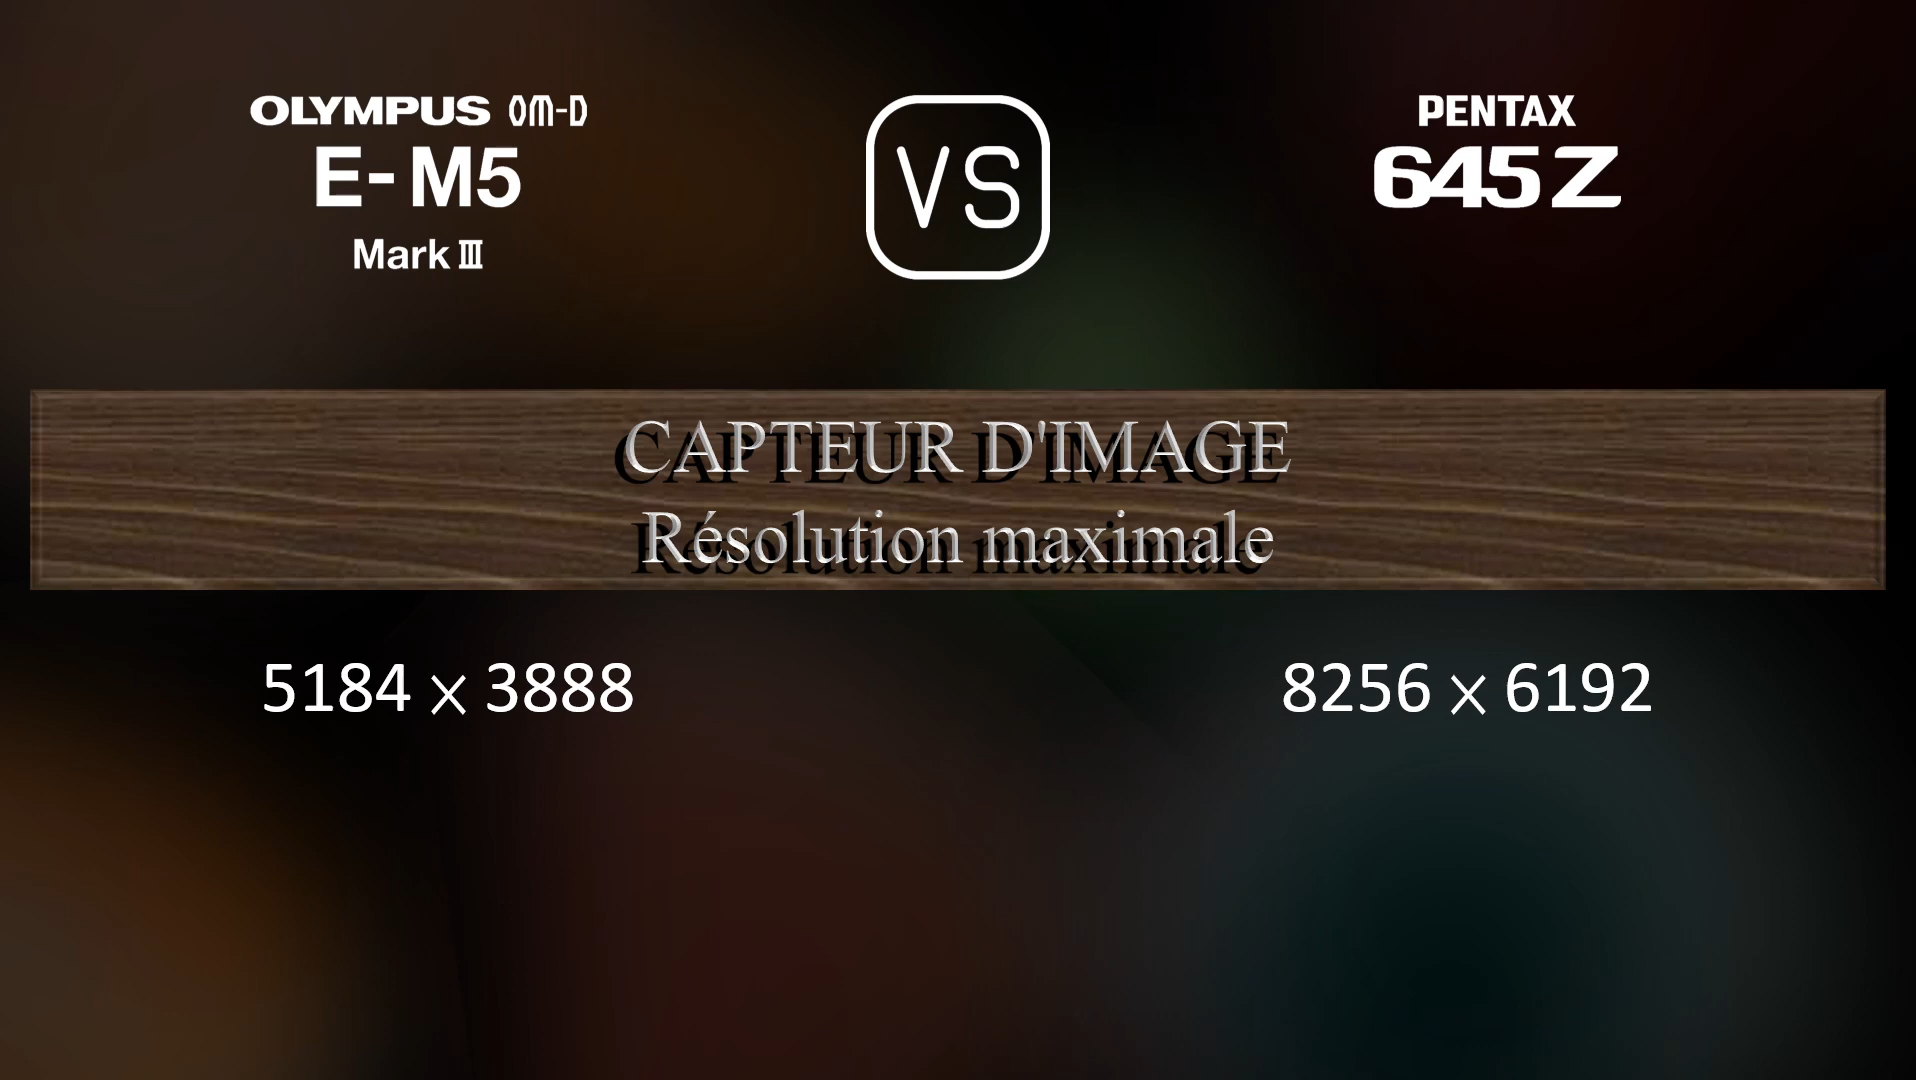 OLYMPUS OM-D
E-M5
Mark III
VS
PENTAX
645Z
CAPTEUR D'IMAGE
Résolution maximale
5184 x 3888
8256 x 6192